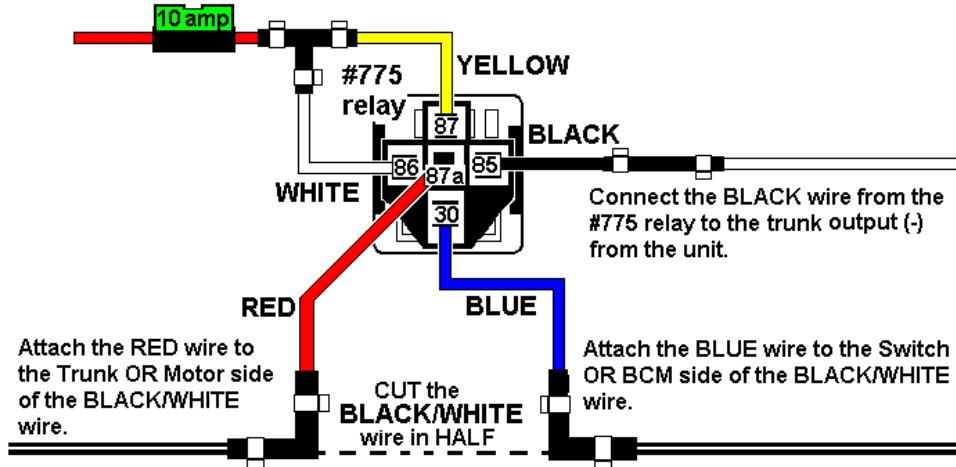 10 amp
#775
relay
YELLOW
87
BLACK
86
85
87a
WHITE
30
Connect the BLACK wire from the
#775 relay to the trunk output (-)
from the unit.
RED
BLUE
Attach the RED wire to
the Trunk OR Motor side
of the BLACK/WHITE
wire.
CUT the
BLACK/WHITE
wire in HALF
Attach the BLUE wire to the Switch
OR BCM side of the BLACK/WHITE
wire.